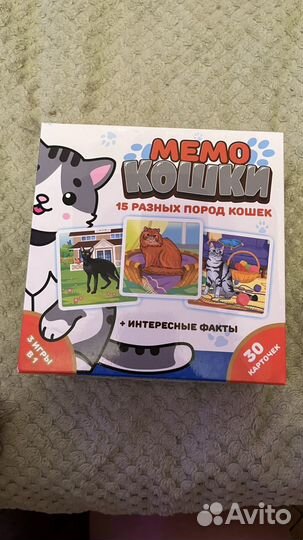 МЕМО
КОШКИ
15 РАЗНЫХ ПОРОД КОШЕК
+ ИНТЕРЕСНЫЕ ФАКТЫ
3 ИГРЫ
В 1
30
КАРТОЧЕК
Avito